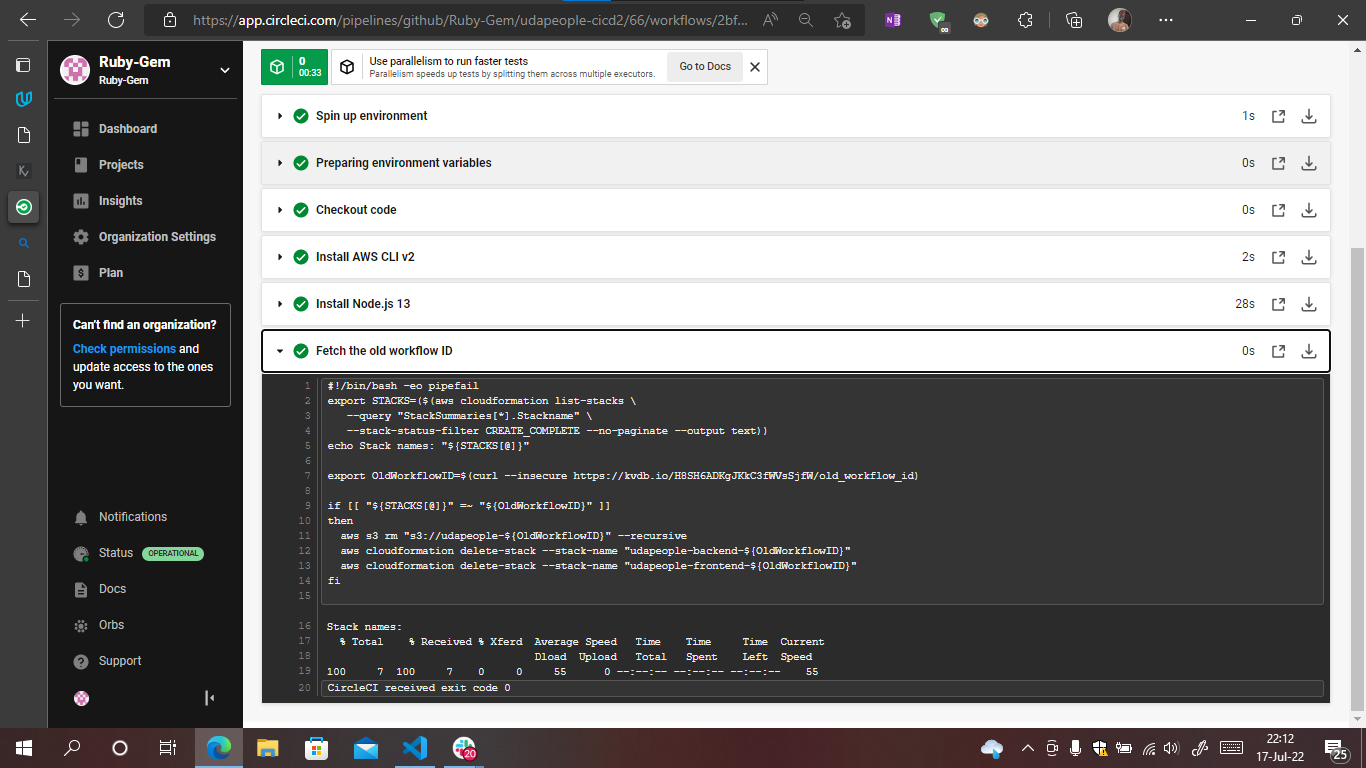 https://app.circleci.com/pipelines/github/Ruby-Gem/udapeople-cicd2/66/workflows/2bf...
Ruby-Gem
Ruby-Gem
Dashboard
Projects
Insights
Organization Settings
Plan
Can't find an organization?
Check permissions and
update access to the ones
you want.
Notifications
Status OPERATIONAL
Docs
Orbs
Support
0
00:33
Use parallelism to run faster tests
Parallelism speeds up tests by splitting them across multiple executors.
Go to Docs
Spin up environment 1s
Preparing environment variables 0s
Checkout code 0s
Install AWS CLI v2 2s
Install Node.js 13 28s
Fetch the old workflow ID 0s
1 #!/bin/bash -eo pipefail
2 export STACKS=($(aws cloudformation list-stacks \
3 --query "StackSummaries[*].Stackname" \
4 --stack-status-filter CREATE_COMPLETE --no-paginate --output text))
5 echo Stack names: "${STACKS[@]}"
6
7 export OldWorkflowID=$(curl --insecure https://kvdb.io/H8SH6ADKgJKkC3fWVsSjfW/old_workflow_id)
8
9 if [[ "${STACKS[@]}" =~ "${OldWorkflowID}" ]]
10 then
11 aws s3 rm "s3://udapeople-${OldWorkflowID}" --recursive
12 aws cloudformation delete-stack --stack-name "udapeople-backend-${OldWorkflowID}"
13 aws cloudformation delete-stack --stack-name "udapeople-frontend-${OldWorkflowID}"
14 fi
15
16 Stack names:
17 % Total % Received % Xferd Average Speed Time Time Time Current
18 Dload Upload Total Spent Left Speed
19 100 7 100 7 0 0 55 0 --:--:-- --:--:-- --:--:-- 55
20 CircleCI received exit code 0
20
22:12
17-Jul-22
25